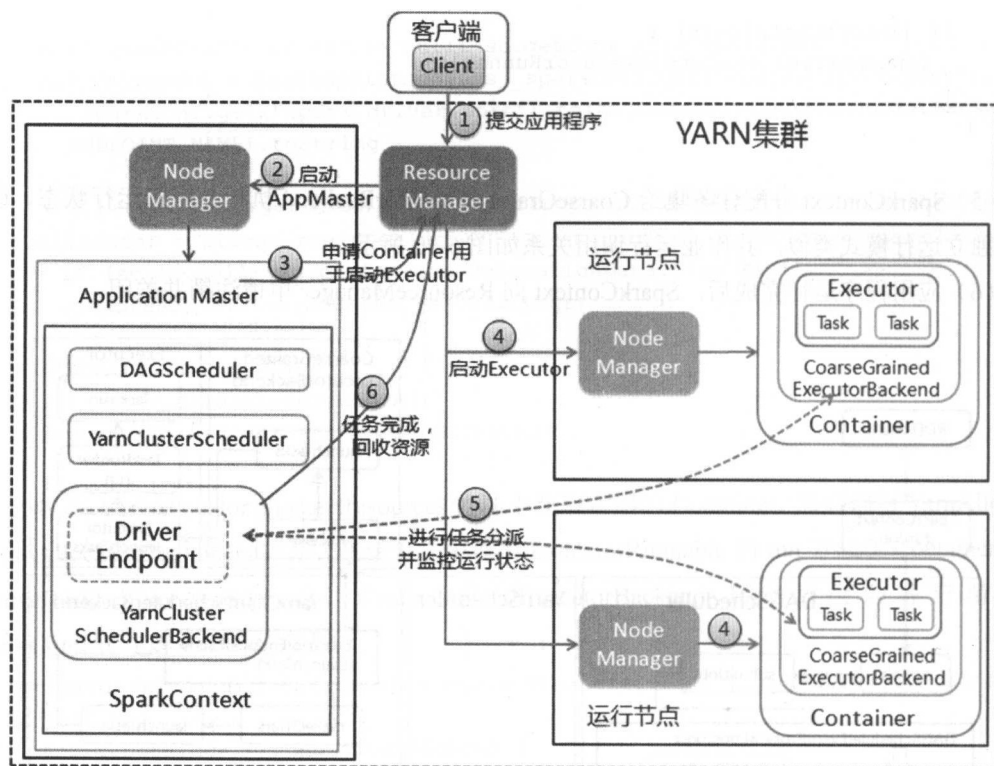 客户端
Client
① 提交应用程序
YARN集群
Node
Manager
② 启动
AppMaster
Resource
Manager
③ 申请Container用
开启动Executor
Application Master
DAGScheduler
YarnClusterScheduler
Driver
Endpoint
YarnCluster
SchedulerBackend
SparkContext
⑥
任务完成,
回收资源
④
启动Executor
运行节点
Node
Manager
Executor
Task Task
CoarseGrained
ExecutorBackend
Container
⑤
进行任务分派
并监控运行状态
Node
Manager
运行节点
④
Executor
Task Task
CoarseGrained
ExecutorBackend
Container